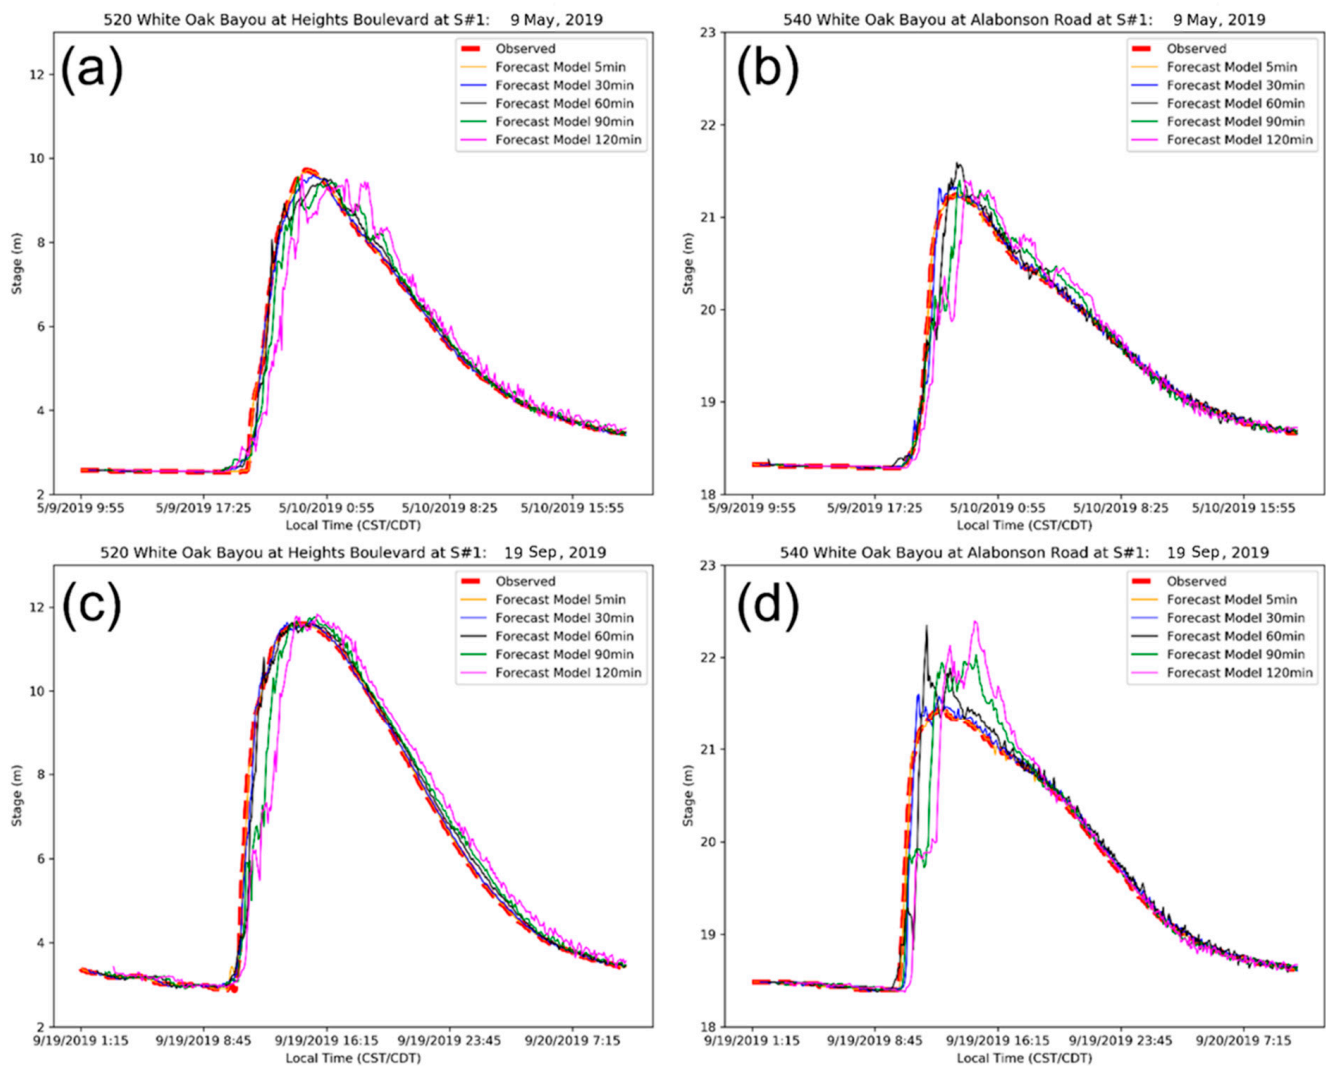 520 White Oak Bayou at Heights Boulevard at S#1: 9 May, 2019
(a)
Observed
Forecast Model 5min
Forecast Model 30min
Forecast Model 60min
Forecast Model 90min
Forecast Model 120min
12
10
8
6
4
2
Stage (m)
5/9/2019 9:55 5/9/2019 17:25 5/10/2019 0:55 5/10/2019 8:25 5/10/2019 15:55
Local Time (CST/CDT)
540 White Oak Bayou at Alabonson Road at S#1: 9 May, 2019
(b)
Observed
Forecast Model 5min
Forecast Model 30min
Forecast Model 60min
Forecast Model 90min
Forecast Model 120min
23
22
21
20
19
18
Stage (m)
5/9/2019 9:55 5/9/2019 17:25 5/10/2019 0:55 5/10/2019 8:25 5/10/2019 15:55
Local Time (CST/CDT)
520 White Oak Bayou at Heights Boulevard at S#1: 19 Sep, 2019
(c)
Observed
Forecast Model 5min
Forecast Model 30min
Forecast Model 60min
Forecast Model 90min
Forecast Model 120min
12
10
8
6
4
2
Stage (m)
9/19/2019 1:15 9/19/2019 8:45 9/19/2019 16:15 9/19/2019 23:45 9/20/2019 7:15
Local Time (CST/CDT)
540 White Oak Bayou at Alabonson Road at S#1: 19 Sep, 2019
(d)
Observed
Forecast Model 5min
Forecast Model 30min
Forecast Model 60min
Forecast Model 90min
Forecast Model 120min
23
22
21
20
19
18
Stage (m)
9/19/2019 1:15 9/19/2019 8:45 9/19/2019 16:15 9/19/2019 23:45 9/20/2019 7:15
Local Time (CST/CDT)